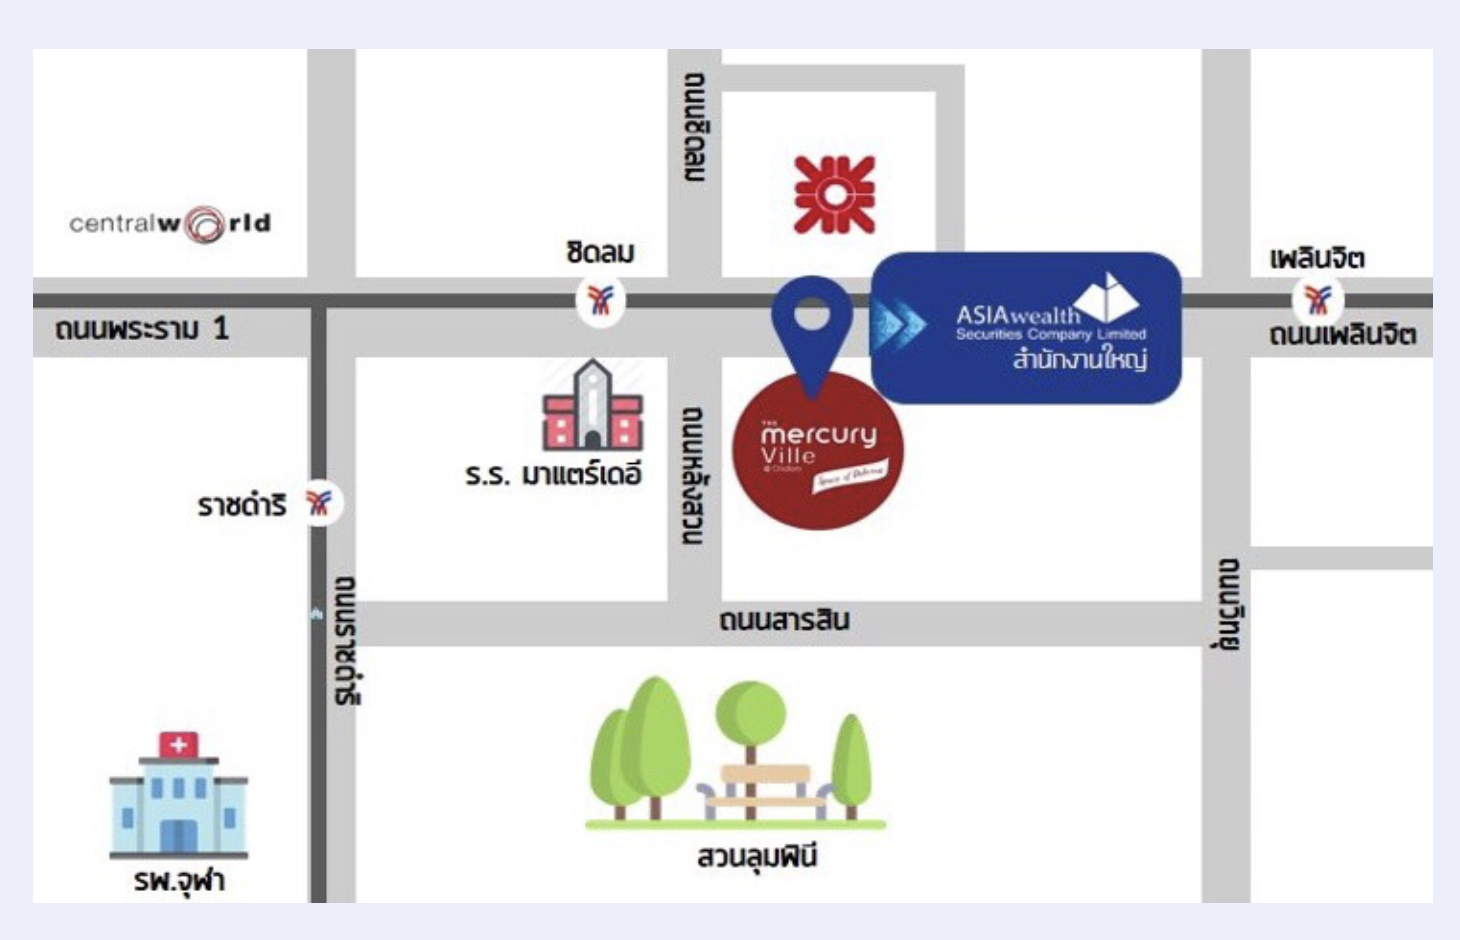 ถนนชิดลม
centralworld
ชิดลม
เพลินจิต
ASIA wealth
Securities Company Limited
สำนักงานใหญ่
ถนนพระราม 1
ถนนเพลินจิต
THE
mercury
Ville
@ Chidlom
ร.ร. มาแตร์เดอี
ถนนหลังสวน
ราชดำริ
ถนนราชดำริ
ถนนสารสิน
ถนนวิทยุ
สวนลุมพินี
รพ.จุฬา